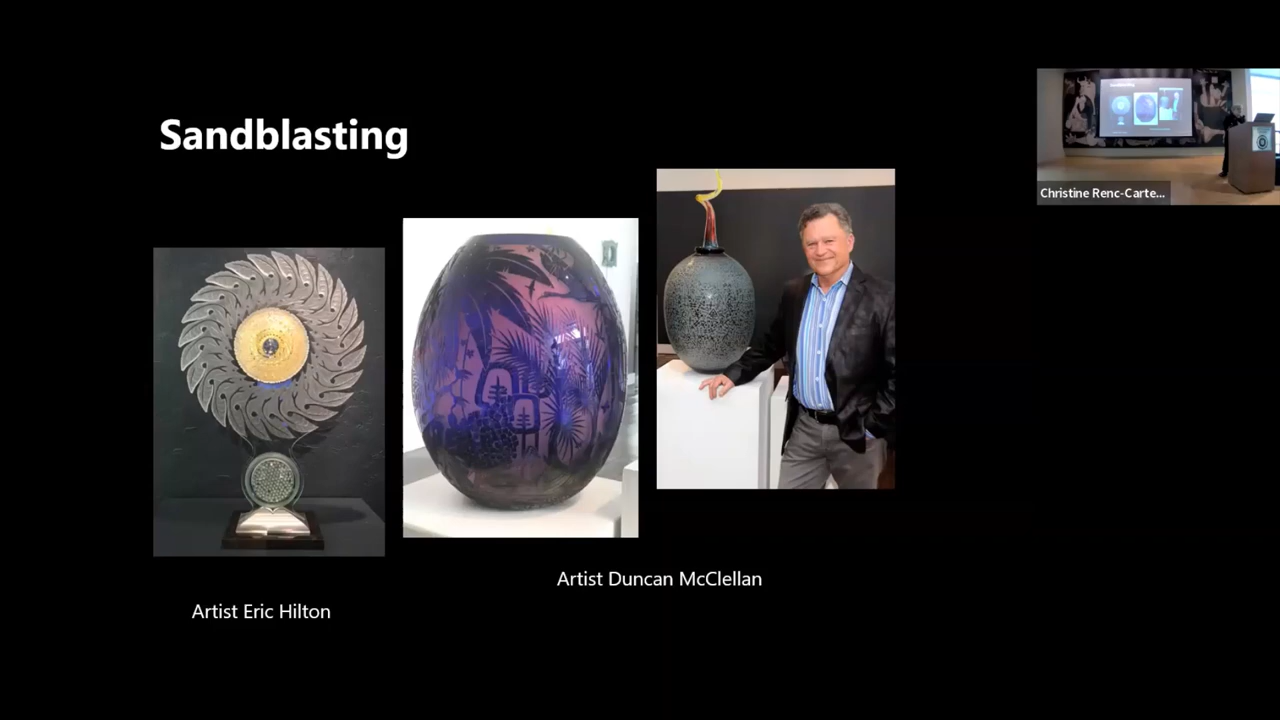 Sandblasting
Christine Renc-Carte...
Artist Duncan McClellan
Artist Eric Hilton